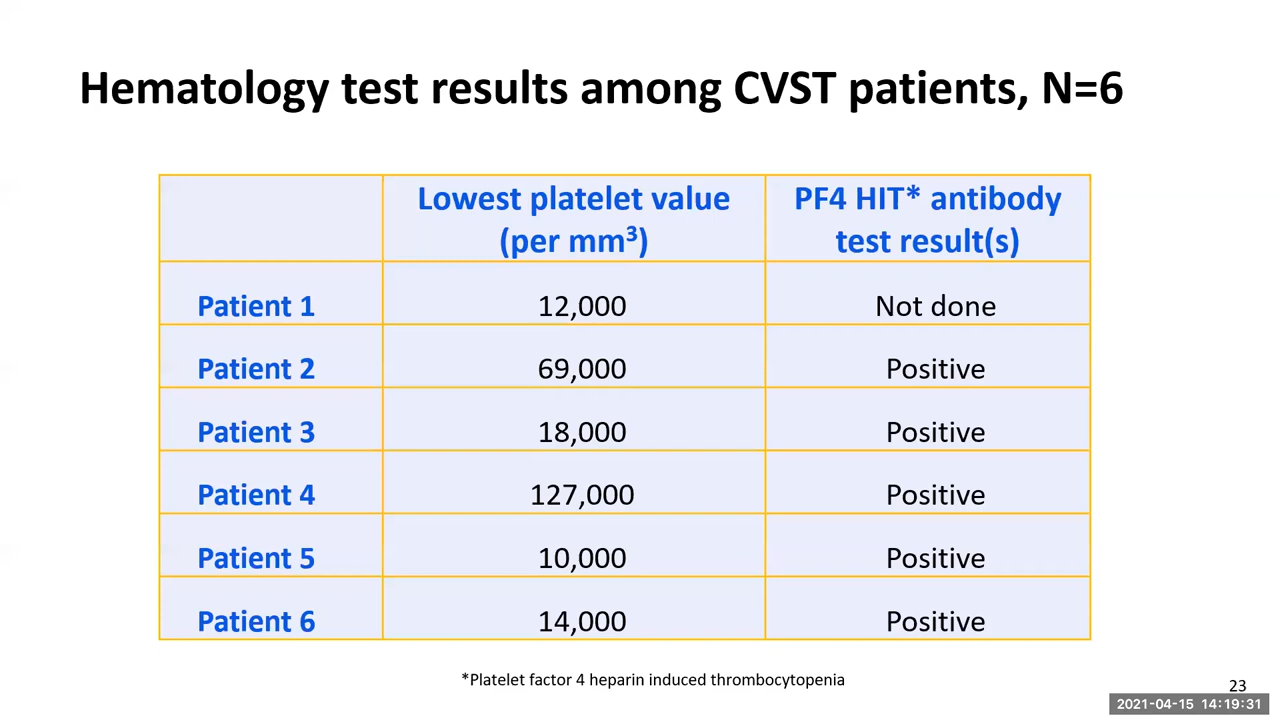 Hematology test results among CVST patients, N=6
Lowest platelet value (per mm³)
PF4 HIT* antibody test result(s)
Patient 1 12,000 Not done
Patient 2 69,000 Positive
Patient 3 18,000 Positive
Patient 4 127,000 Positive
Patient 5 10,000 Positive
Patient 6 14,000 Positive
*Platelet factor 4 heparin induced thrombocytopenia
23
2021-04-15 14:19:31